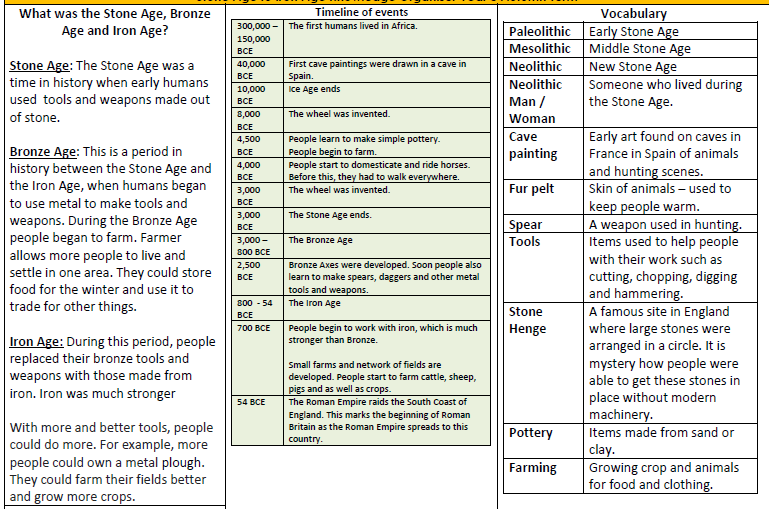 What was the Stone Age, Bronze
Age and Iron Age?
Stone Age: The Stone Age was a
time in history when early humans
used tools and weapons made out
of stone.
Bronze Age: This is a period in
history between the Stone Age and
the Iron Age, when humans began
to use metal to make tools and
weapons. During the Bronze Age
people began to farm. Farmer
allows more people to live and
settle in one area. They could store
food for the winter and use it to
trade for other things.
Iron Age: During this period, people
replaced their bronze tools and
weapons with those made from
iron. Iron was much stronger
With more and better tools, people
could do more. For example, more
people could own a metal plough.
They could farm their fields better
and grow more crops.
Timeline of events
300,000 – The first humans lived in Africa.
150,000
BCE
40,000 First cave paintings were drawn in a cave in
BCE Spain.
10,000 Ice Age ends
BCE
8,000 The wheel was invented.
BCE
4,500 People learn to make simple pottery.
BCE People begin to farm.
4,000 People start to domesticate and ride horses.
BCE Before this, they had to walk everywhere.
3,000 The wheel was invented.
BCE
3,000 The Stone Age ends.
BCE
3,000 – The Bronze Age
800 BCE
2,500 Bronze Axes were developed. Soon people also
BCE learn to make spears, daggers and other metal
tools and weapons.
800 - 54 The Iron Age
BCE
700 BCE People begin to work with iron, which is much
stronger than Bronze.
Small farms and network of fields are
developed. People start to farm cattle, sheep,
pigs and as well as crops.
54 BCE The Roman Empire raids the South Coast of
England. This marks the beginning of Roman
Britain as the Roman Empire spreads to this
country.
Vocabulary
Paleolithic Early Stone Age
Mesolithic Middle Stone Age
Neolithic New Stone Age
Neolithic Someone who lived during
Man / the Stone Age.
Woman
Cave Early art found on caves in
painting France in Spain of animals
and hunting scenes.
Fur pelt Skin of animals – used to
keep people warm.
Spear A weapon used in hunting.
Tools Items used to help people
with their work such as
cutting, chopping, digging
and hammering.
Stone A famous site in England
Henge where large stones were
arranged in a circle. It is
mystery how people were
able to get these stones in
place without modern
machinery.
Pottery Items made from sand or
clay.
Farming Growing crop and animals
for food and clothing.